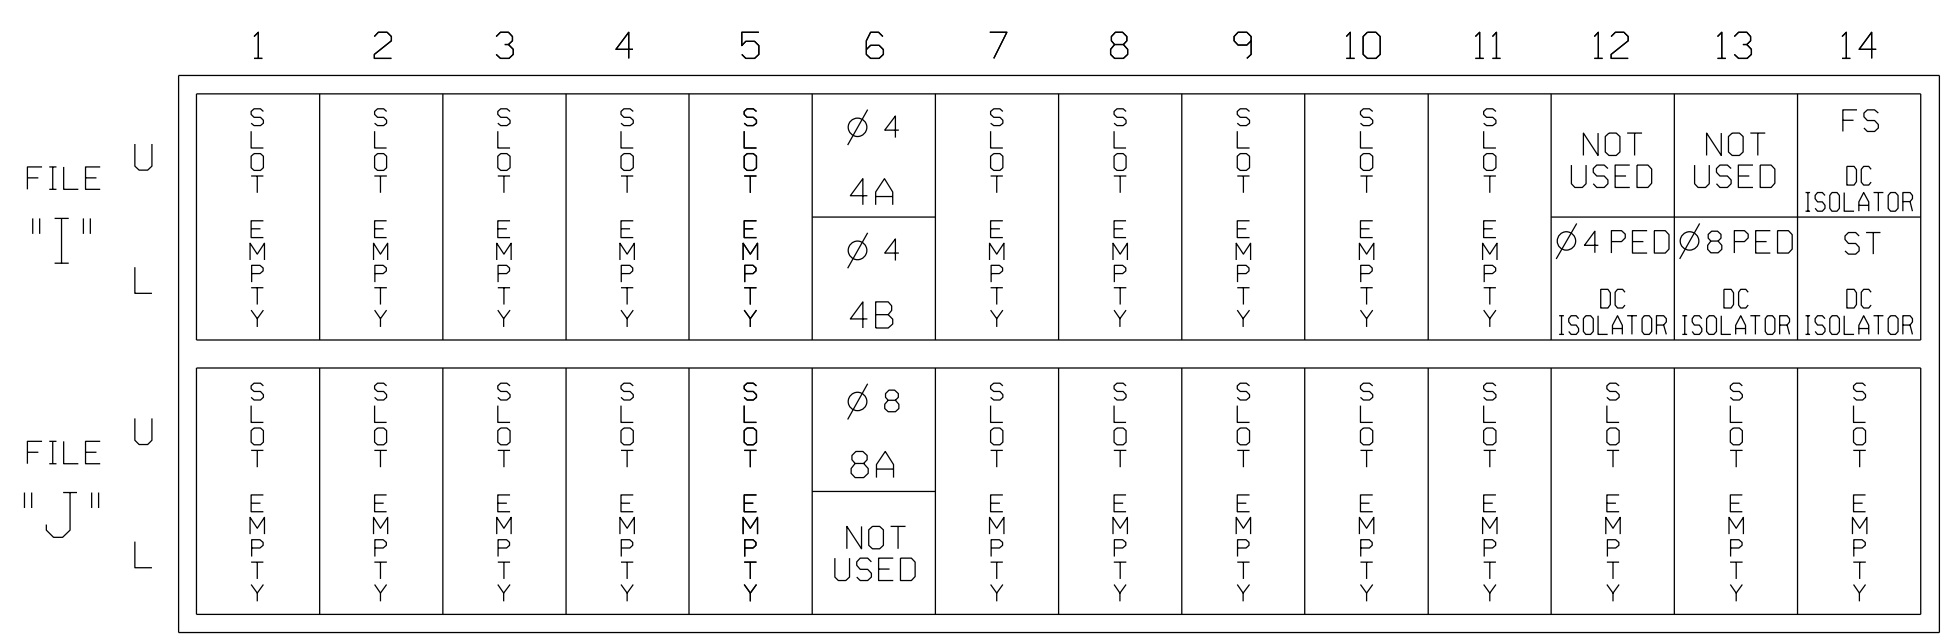 1 2 3 4 5 6 7 8 9 10 11 12 13 14
FILE "I"
U
L
SLOT EMPTY
SLOT EMPTY
SLOT EMPTY
SLOT EMPTY
SLOT EMPTY
Ø 4
4A
Ø 4
4B
SLOT EMPTY
SLOT EMPTY
SLOT EMPTY
SLOT EMPTY
SLOT EMPTY
NOT
USED
Ø 4 PED
DC
ISOLATOR
NOT
USED
Ø 8 PED
DC
ISOLATOR
FS
DC
ISOLATOR
ST
DC
ISOLATOR
FILE "J"
U
L
SLOT EMPTY
SLOT EMPTY
SLOT EMPTY
SLOT EMPTY
SLOT EMPTY
Ø 8
8A
NOT
USED
SLOT EMPTY
SLOT EMPTY
SLOT EMPTY
SLOT EMPTY
SLOT EMPTY
SLOT EMPTY
SLOT EMPTY
SLOT EMPTY